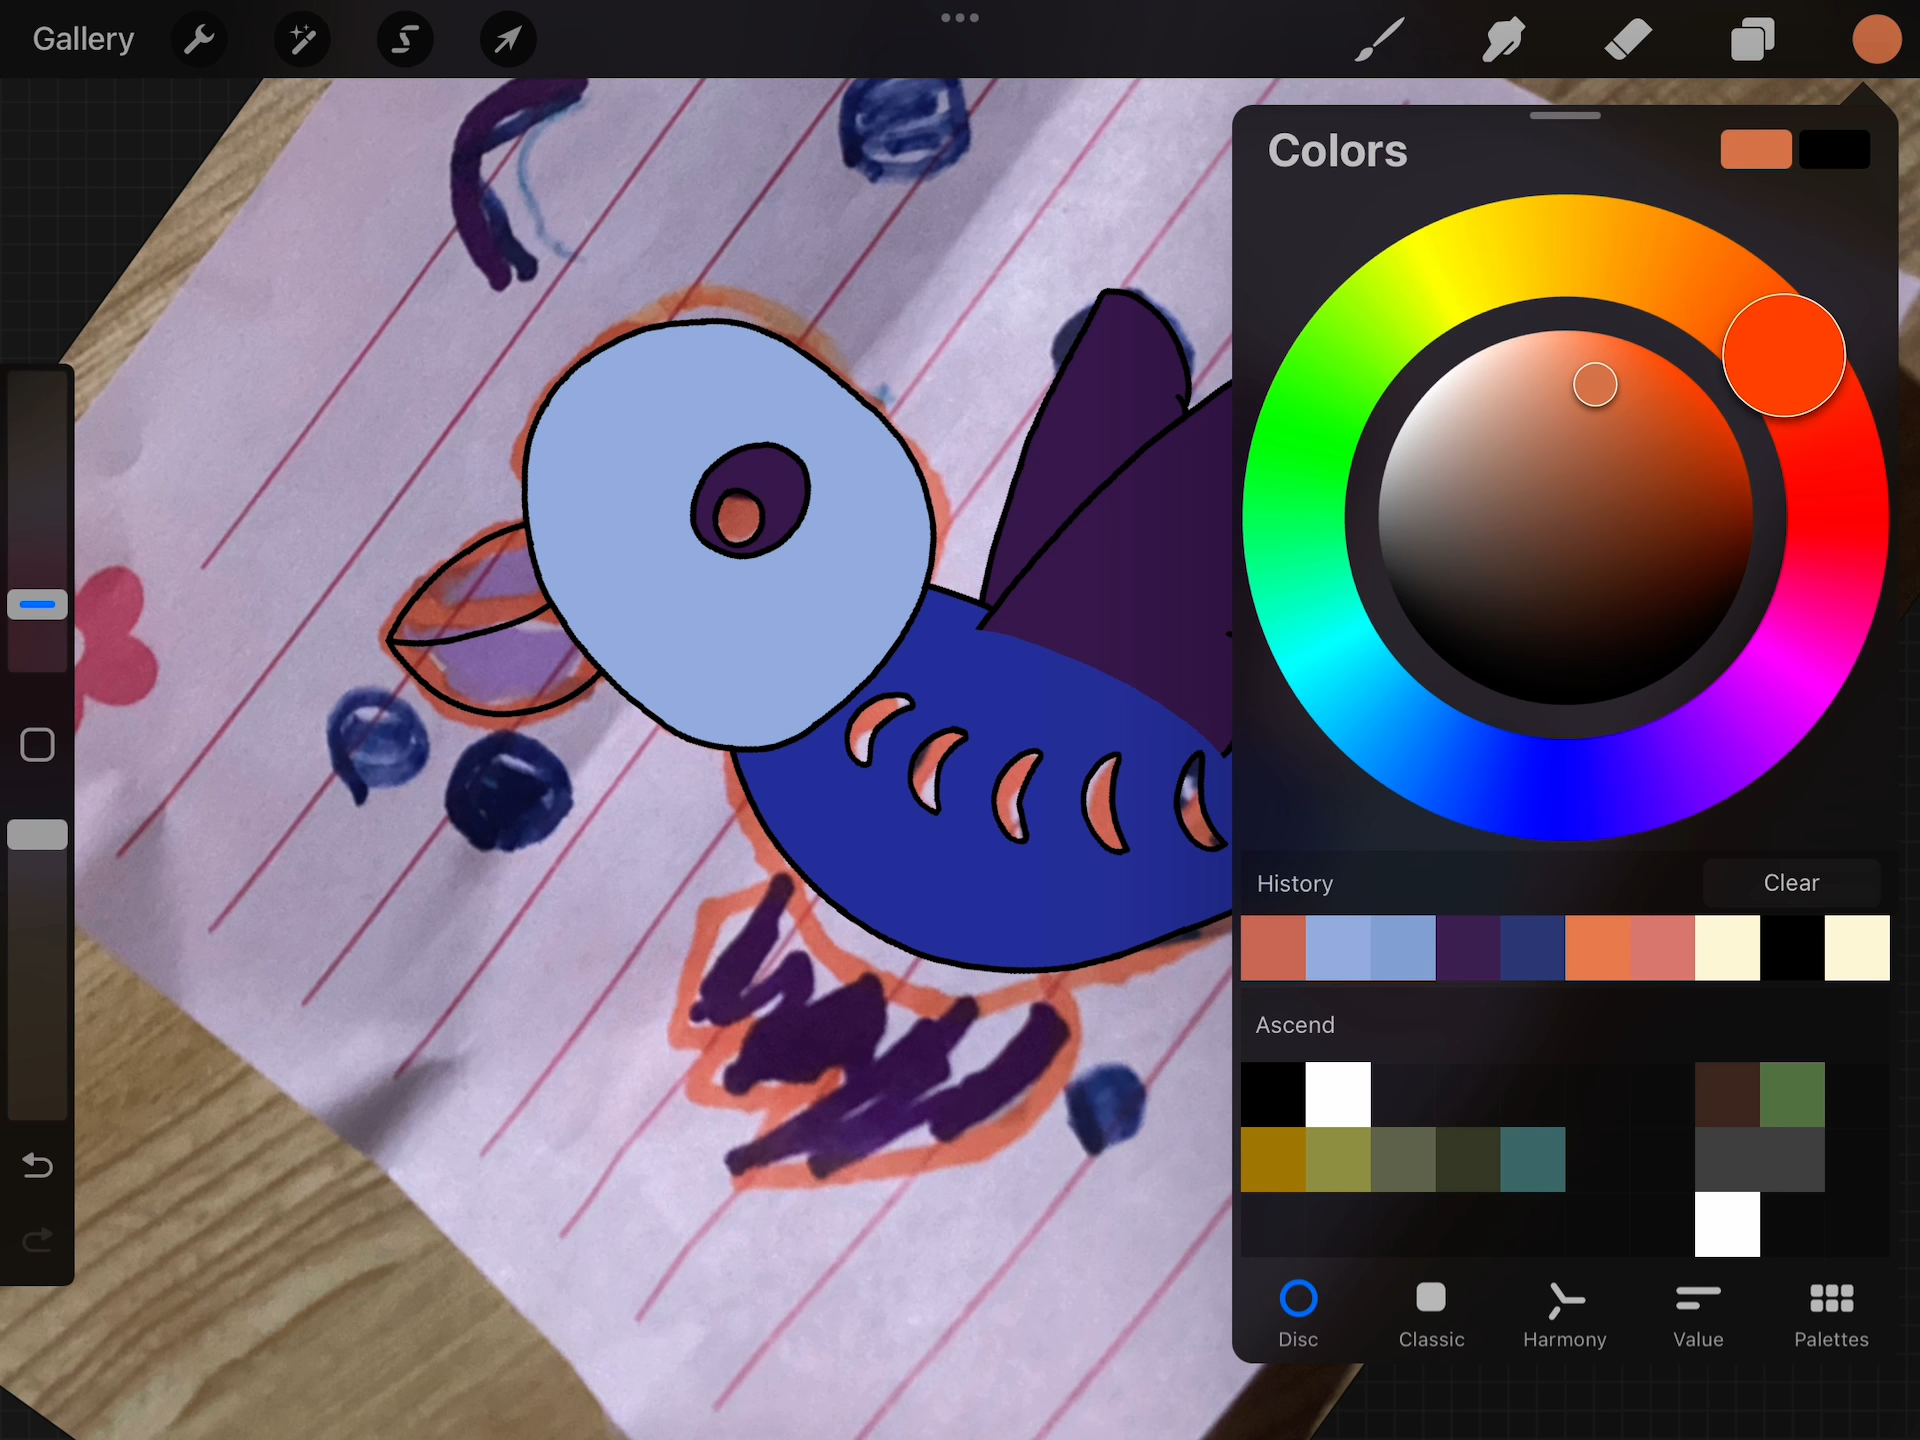 Gallery
Colors
History
Clear
Ascend
Disc
Classic
Harmony
Value
Palettes